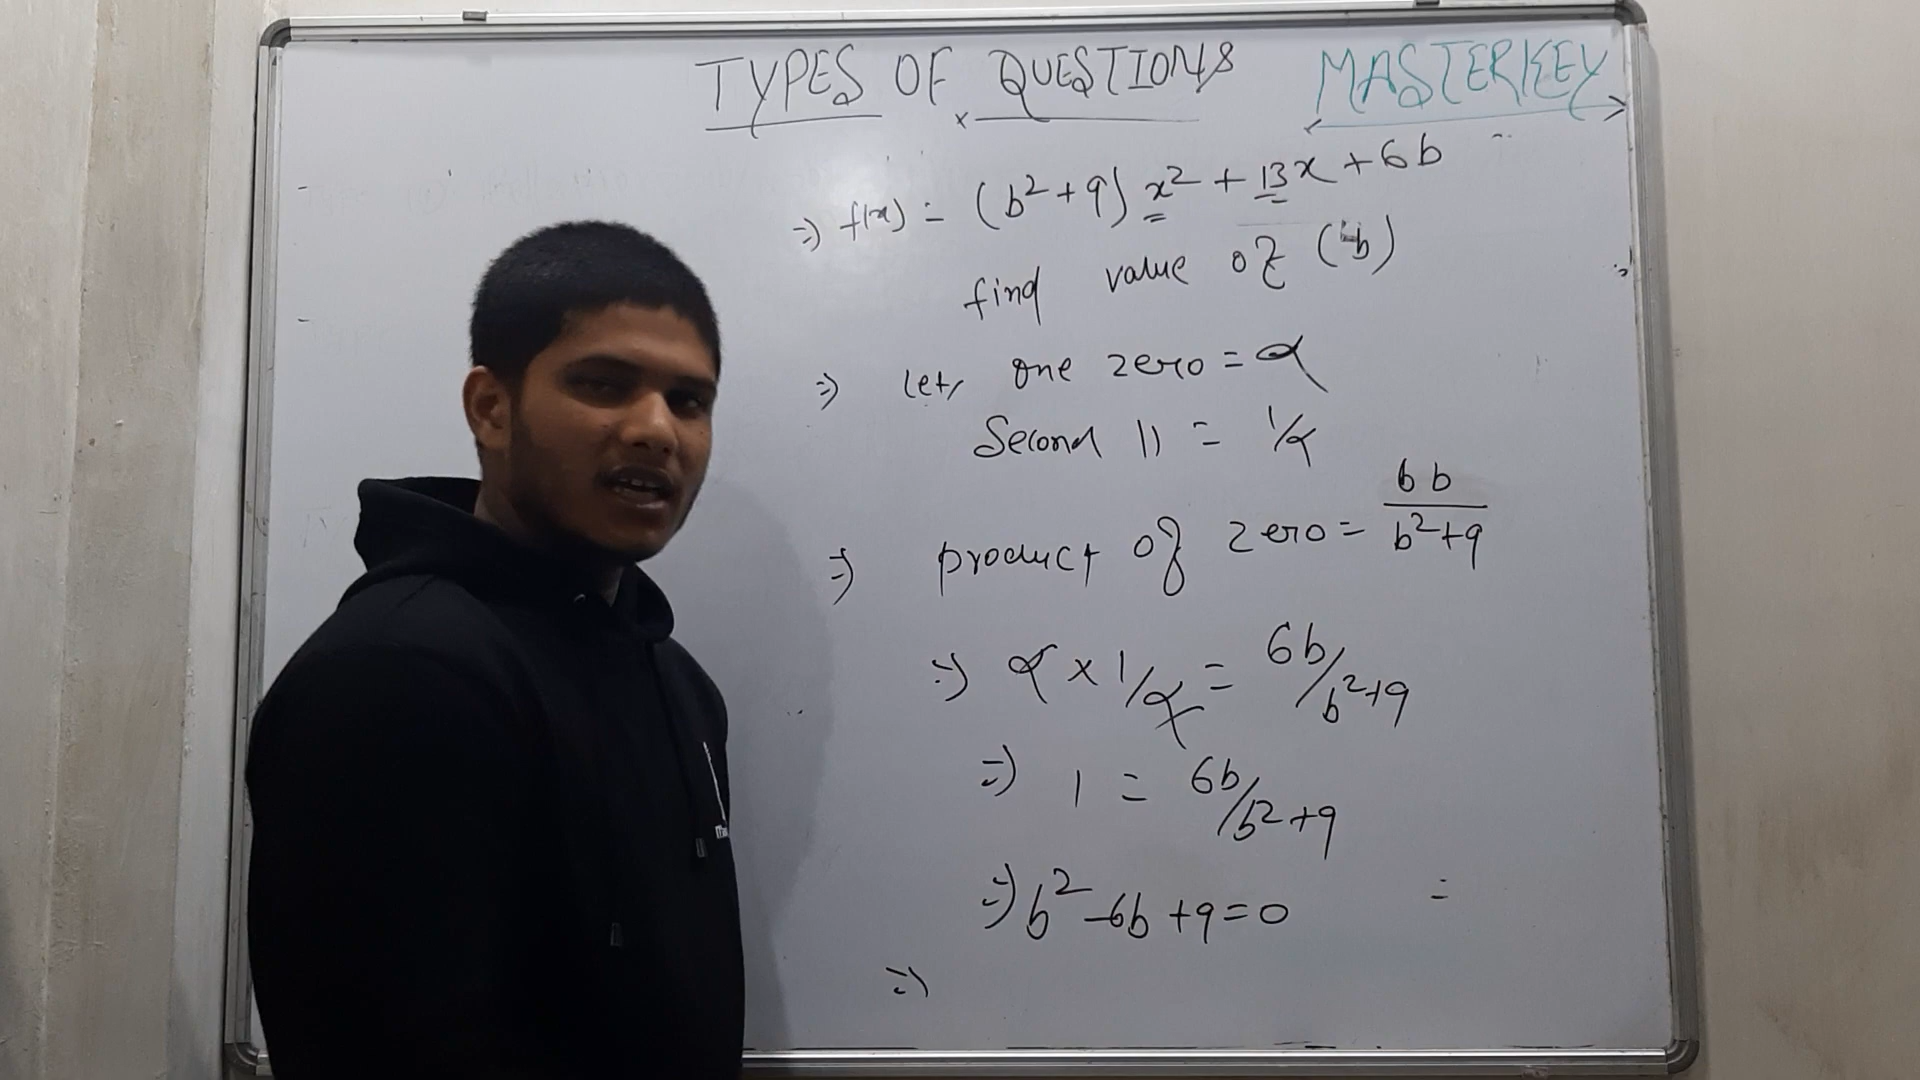 TYPES OF QUESTIONS MASTERKEY
⇒ f(x) = (b²+9) x² + 13x + 6b
find value of (b)
⇒ Let, one zero = α
Second 11 = 1/α
⇒ product of zero = 6b/b²+9
⇒ α × 1/α = 6b/b²+9
⇒ 1 = 6b/b²+9
⇒ b² - 6b + 9 = 0 =
⇒